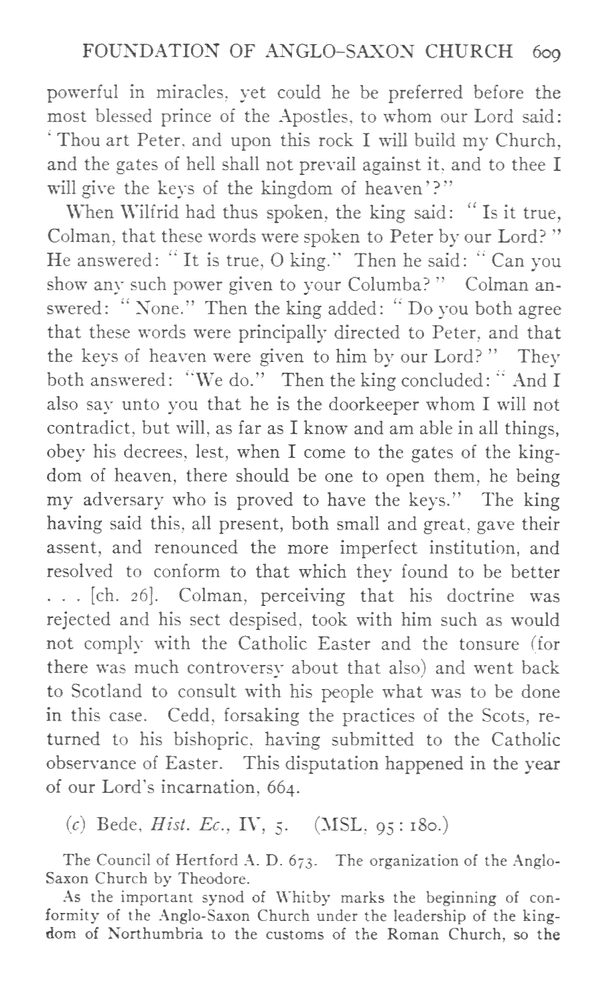 FOUNDATION OF ANGLO-SAXON CHURCH 609
powerful in miracles, yet could he be preferred before the
most blessed prince of the Apostles, to whom our Lord said:
‘Thou art Peter, and upon this rock I will build my Church,
and the gates of hell shall not prevail against it, and to thee I
will give the keys of the kingdom of heaven’?”
When Wilfrid had thus spoken, the king said: “Is it true,
Colman, that these words were spoken to Peter by our Lord?”
He answered: “It is true, O king.” Then he said: “Can you
show any such power given to your Columba?” Colman an-
swered: “None.” Then the king added: “Do you both agree
that these words were principally directed to Peter, and that
the keys of heaven were given to him by our Lord?” They
both answered: “We do.” Then the king concluded: “And I
also say unto you that he is the doorkeeper whom I will not
contradict, but will, as far as I know and am able in all things,
obey his decrees, lest, when I come to the gates of the king-
dom of heaven, there should be one to open them, he being
my adversary who is proved to have the keys.” The king
having said this, all present, both small and great, gave their
assent, and renounced the more imperfect institution, and
resolved to conform to that which they found to be better
. . . [ch. 26]. Colman, perceiving that his doctrine was
rejected and his sect despised, took with him such as would
not comply with the Catholic Easter and the tonsure (for
there was much controversy about that also) and went back
to Scotland to consult with his people what was to be done
in this case. Cedd, forsaking the practices of the Scots, re-
turned to his bishopric, having submitted to the Catholic
observance of Easter. This disputation happened in the year
of our Lord’s incarnation, 664.
(c) Bede, Hist. Ec., IV, 5. (MSL, 95:180.)
The Council of Hertford A. D. 673. The organization of the Anglo-
Saxon Church by Theodore.
As the important synod of Whitby marks the beginning of con-
formity of the Anglo-Saxon Church under the leadership of the king-
dom of Northumbria to the customs of the Roman Church, so the